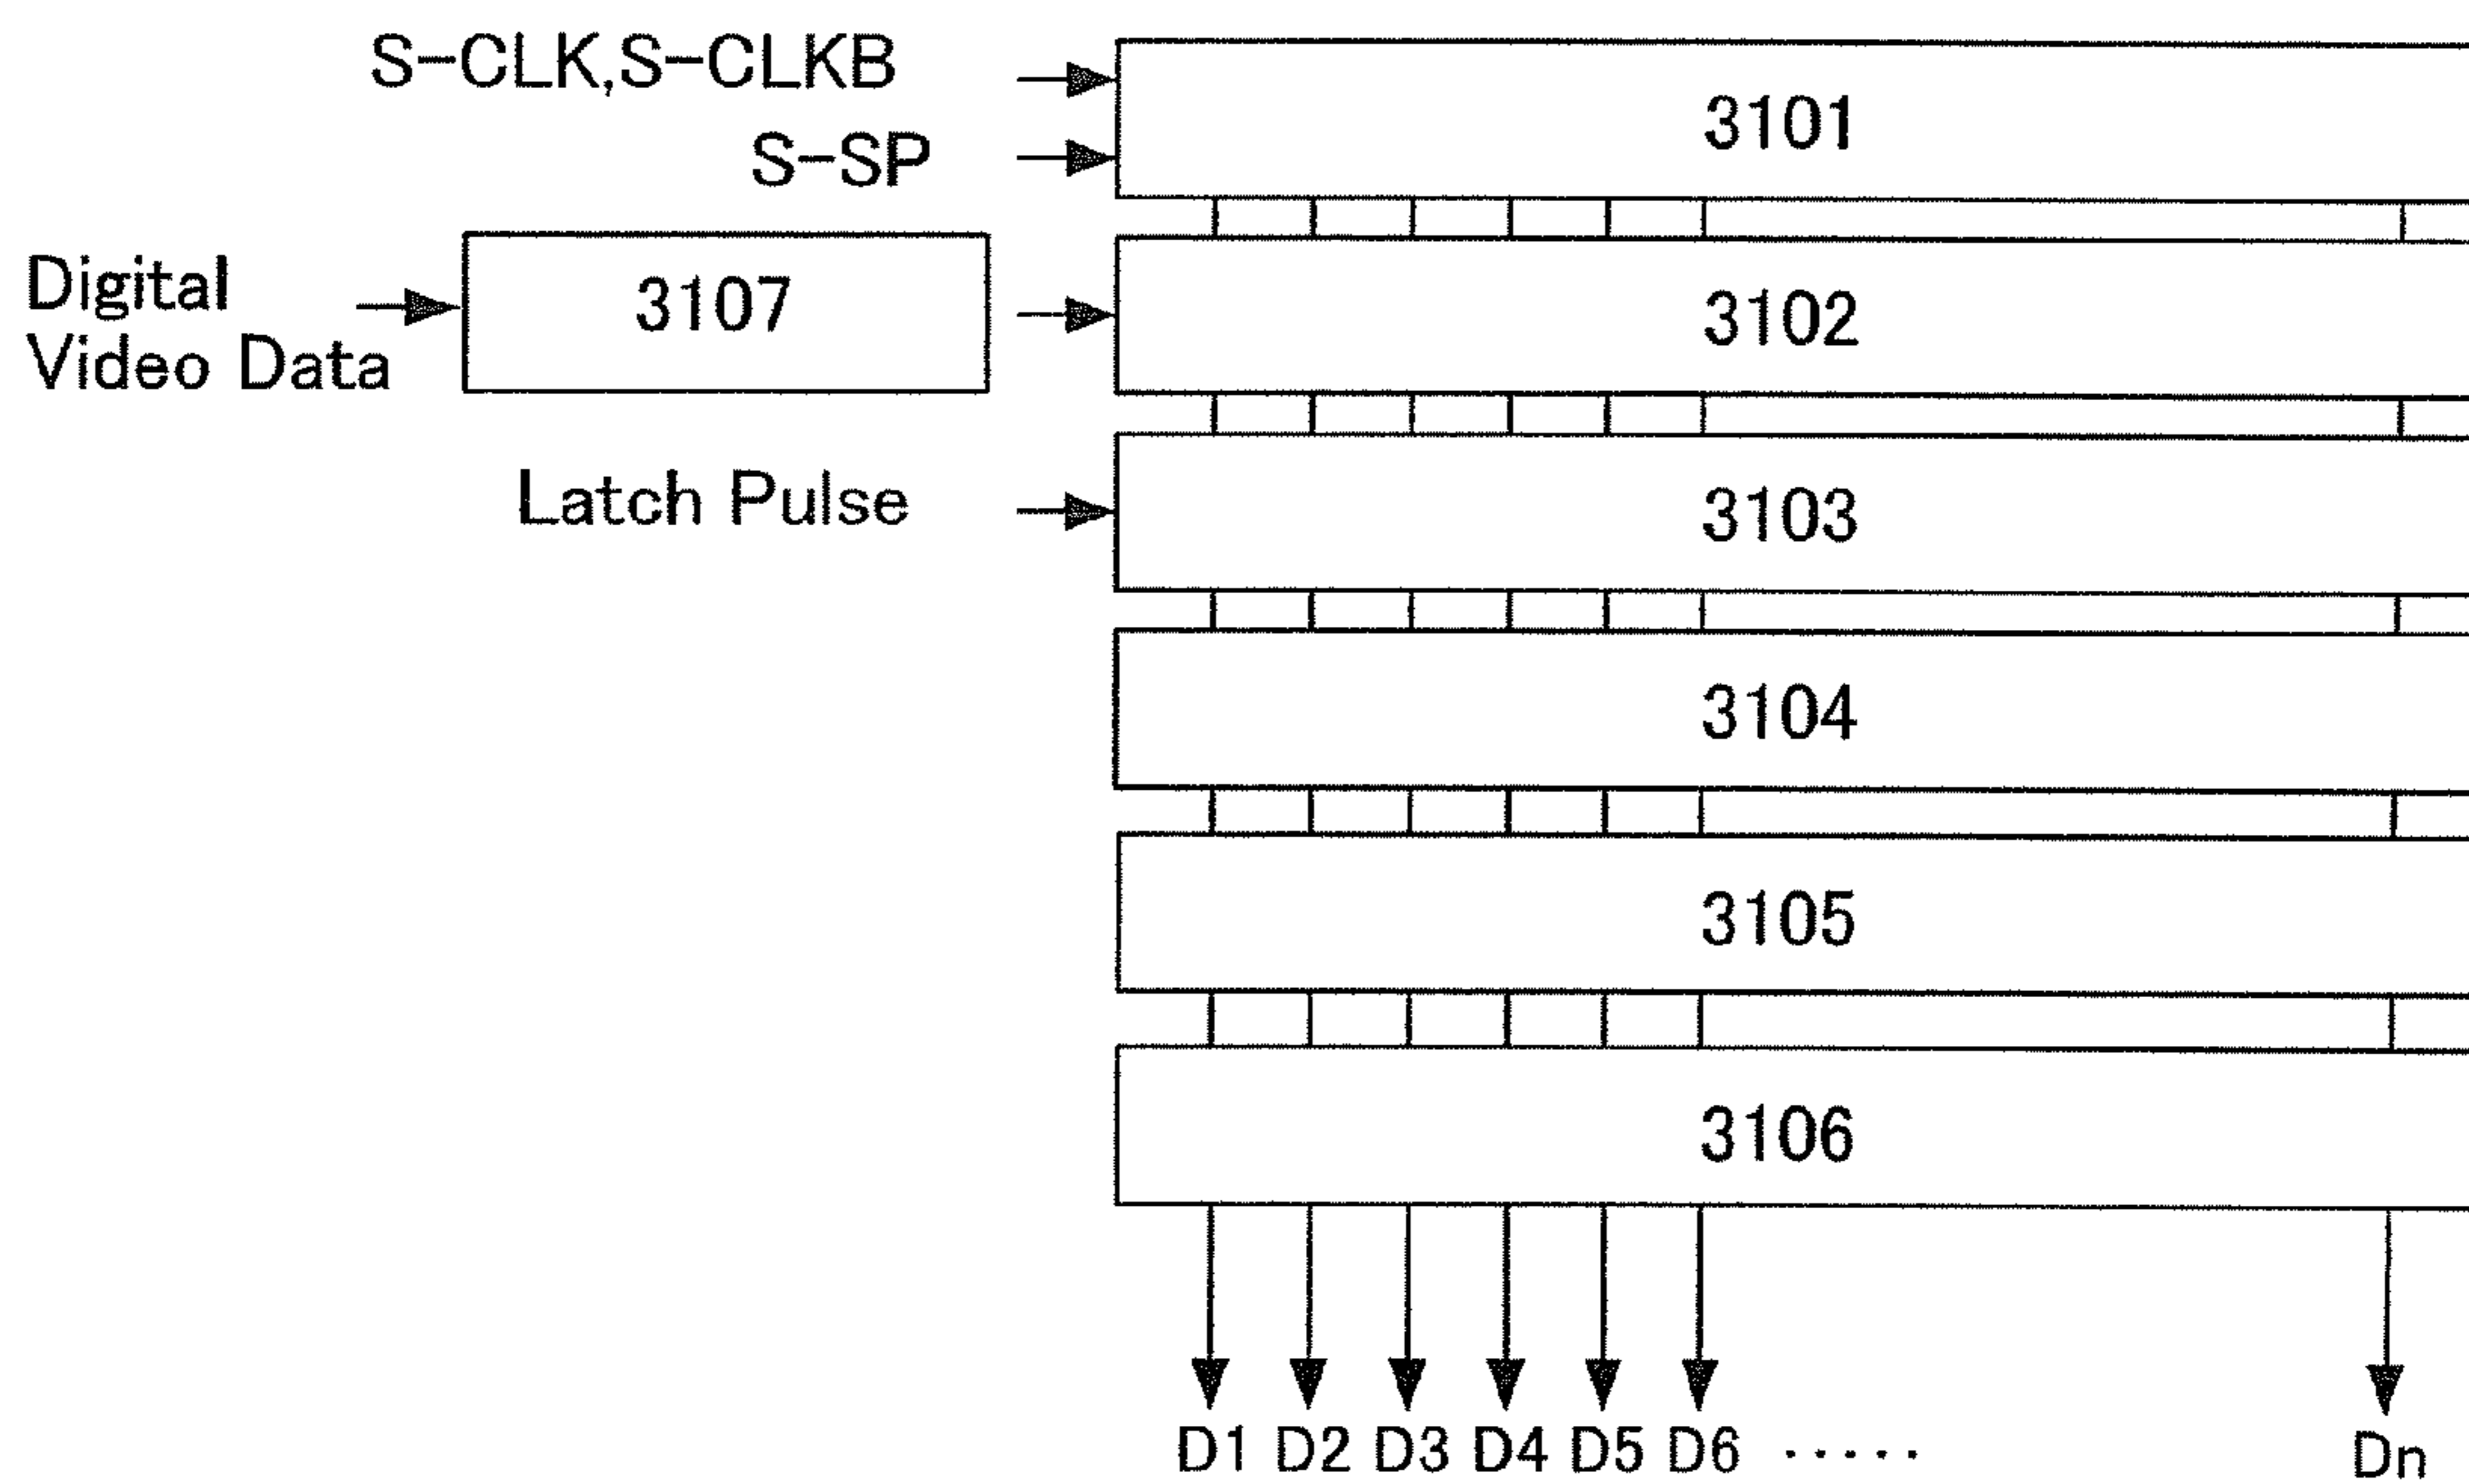 S-CLK,S-CLKB
3101
S-SP
Digital
Video Data
3107
3102
Latch Pulse
3103
3104
3105
3106
D1 D2 D3 D4 D5 D6 ····· Dn